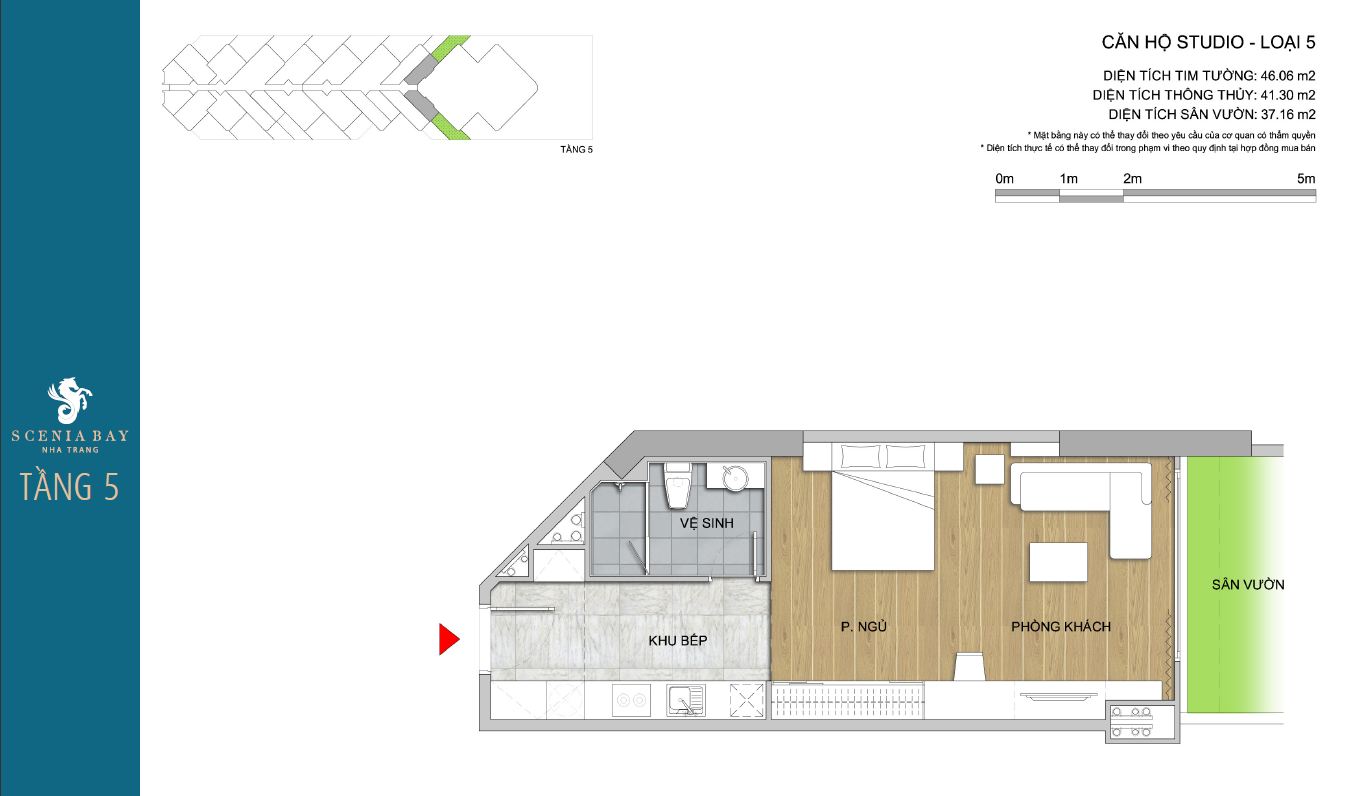 CĂN HỘ STUDIO - LOẠI 5
DIỆN TÍCH TIM TƯỜNG: 46.06 m2
DIỆN TÍCH THÔNG THỦY: 41.30 m2
DIỆN TÍCH SÂN VƯỜN: 37.16 m2
* Mặt bằng này có thể thay đổi theo yêu cầu của cơ quan có thẩm quyền
* Diện tích thực tế có thể thay đổi trong phạm vi theo quy định tại hợp đồng mua bán
TẦNG 5
0m 1m 2m 5m
SCENIA BAY
NHA TRANG
TẦNG 5
VỆ SINH
SÂN VƯỜN
P. NGỦ
PHÒNG KHÁCH
KHU BẾP